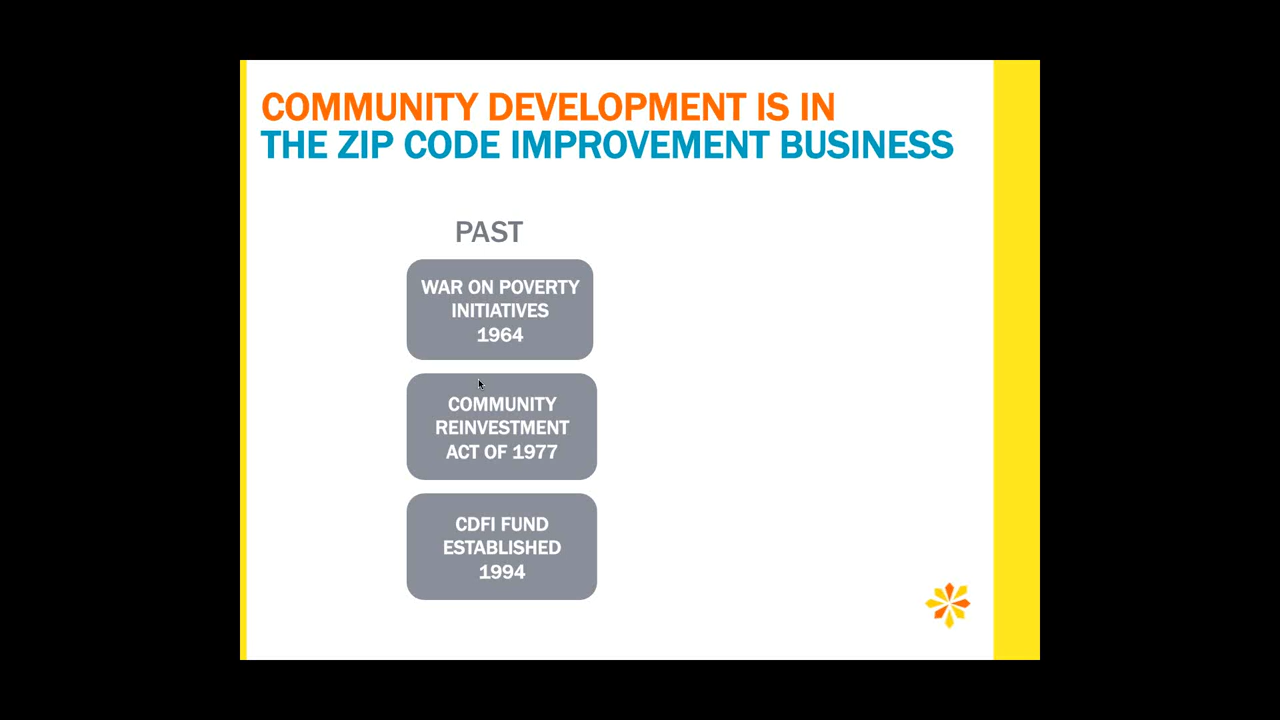 COMMUNITY DEVELOPMENT IS IN
THE ZIP CODE IMPROVEMENT BUSINESS
PAST
WAR ON POVERTY
INITIATIVES
1964
COMMUNITY
REINVESTMENT
ACT OF 1977
CDFI FUND
ESTABLISHED
1994